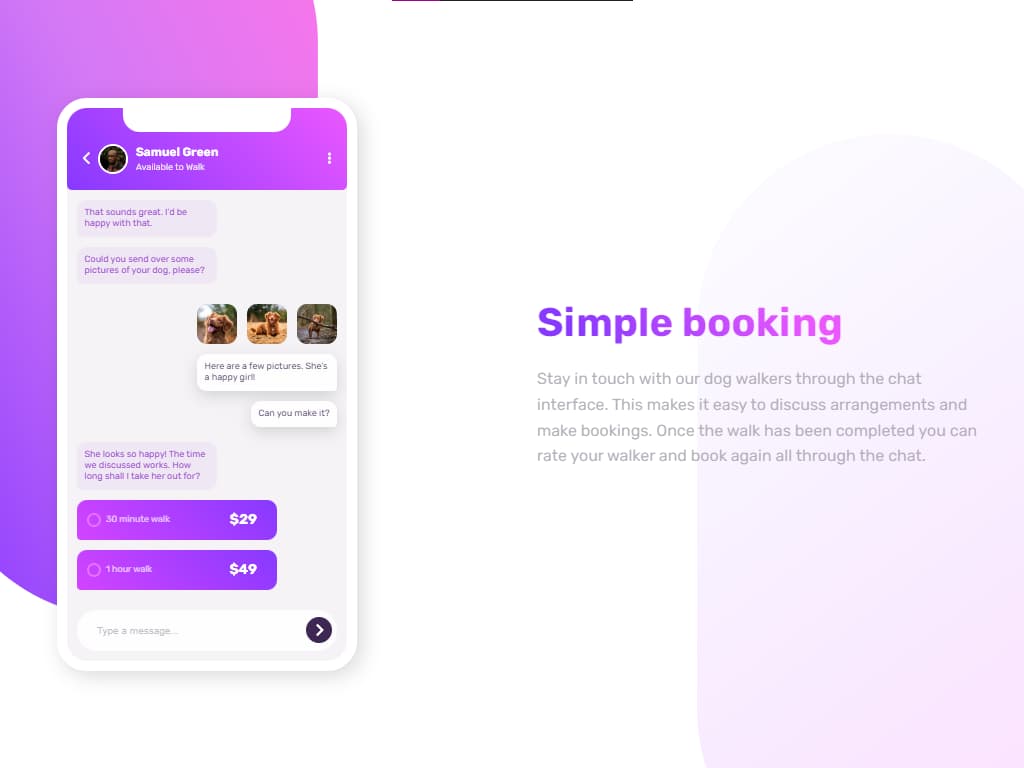 Samuel Green
Available to Walk
That sounds great. I'd be
happy with that.
Could you send over some
pictures of your dog, please?
Here are a few pictures. She's
a happy girl!
Can you make it?
She looks so happy! The time
we discussed works. How
long shall I take her out for?
30 minute walk $29
1 hour walk $49
Type a message...
Simple booking
Stay in touch with our dog walkers through the chat
interface. This makes it easy to discuss arrangements and
make bookings. Once the walk has been completed you can
rate your walker and book again all through the chat.